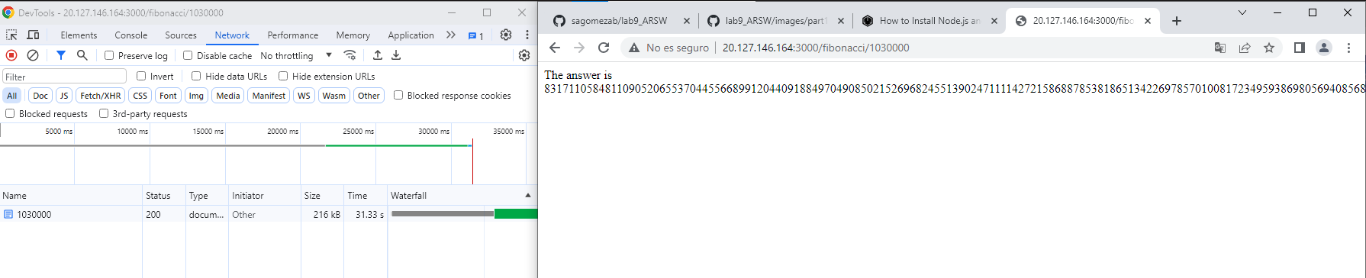 DevTools - 20.127.146.164:3000/fibonacci/1030000
Elements Console Sources Network Performance Memory Application » 1
Preserve log Disable cache No throttling
Filter Invert Hide data URLs Hide extension URLs
All Doc JS Fetch/XHR CSS Font Img Media Manifest WS Wasm Other Blocked response cookies
Blocked requests 3rd-party requests
5000 ms 10000 ms 15000 ms 20000 ms 25000 ms 30000 ms 35000 ms
Name Status Type Initiator Size Time Waterfall
1030000 200 docum... Other 216 kB 31.33 s
sagomezab/lab9_ARSW
lab9_ARSW/images/part1
How to Install Node.js an
20.127.146.164:3000/fibo
No es seguro 20.127.146.164:3000/fibonacci/1030000
The answer is